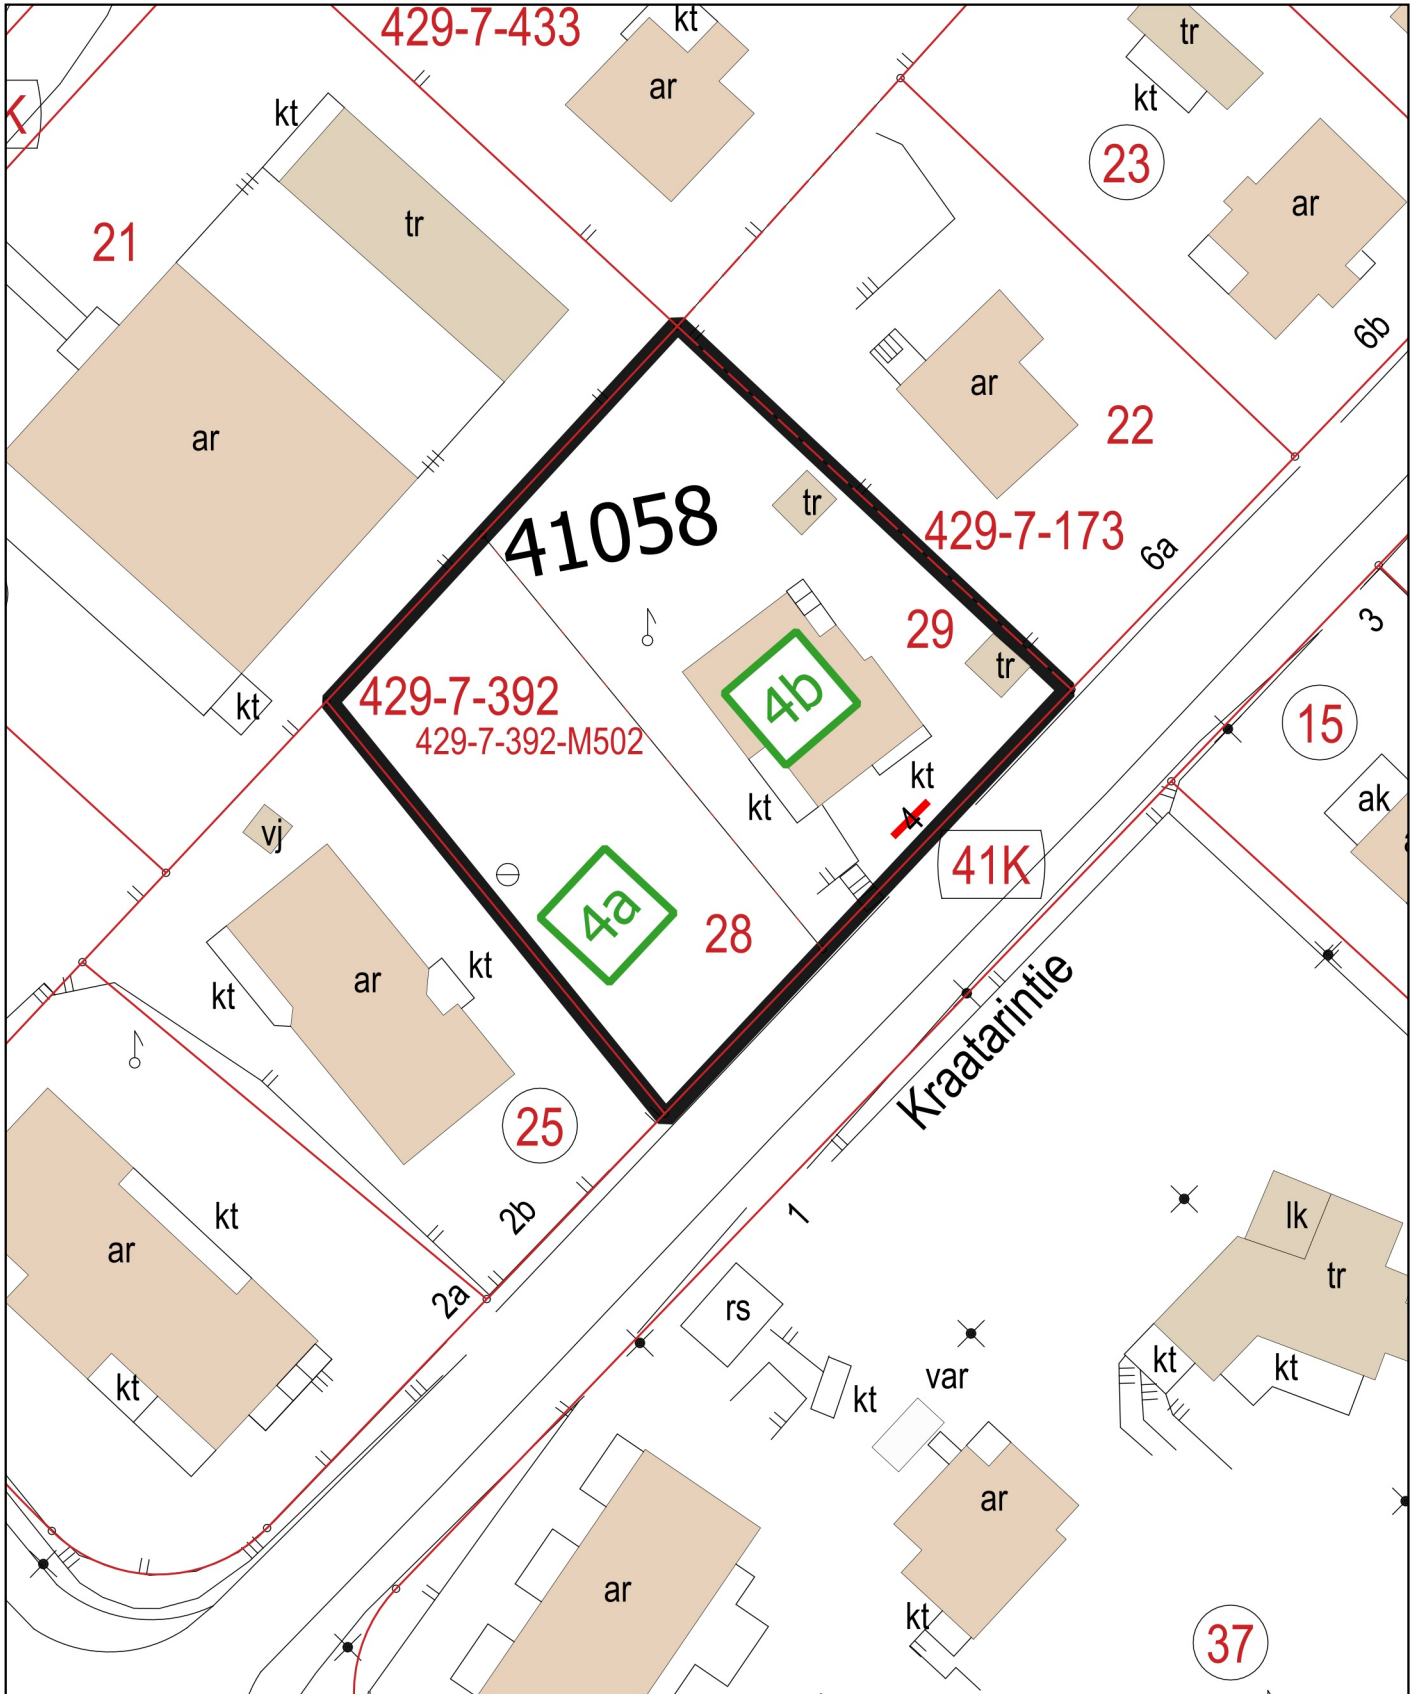 429-7-433
kt
tr
ar
kt
K
kt
23
ar
21
tr
6b
ar
22
ar
41058
tr
429-7-173
6a
3
29
tr
kt
429-7-392
429-7-392-M502
4b
15
kt
kt
4
ak
vj
41K
4a
28
ar
kt
kt
Kraatarintie
25
2b
1
kt
ar
lk
tr
2a
rs
kt
kt
kt
var
kt
ar
ar
kt
37